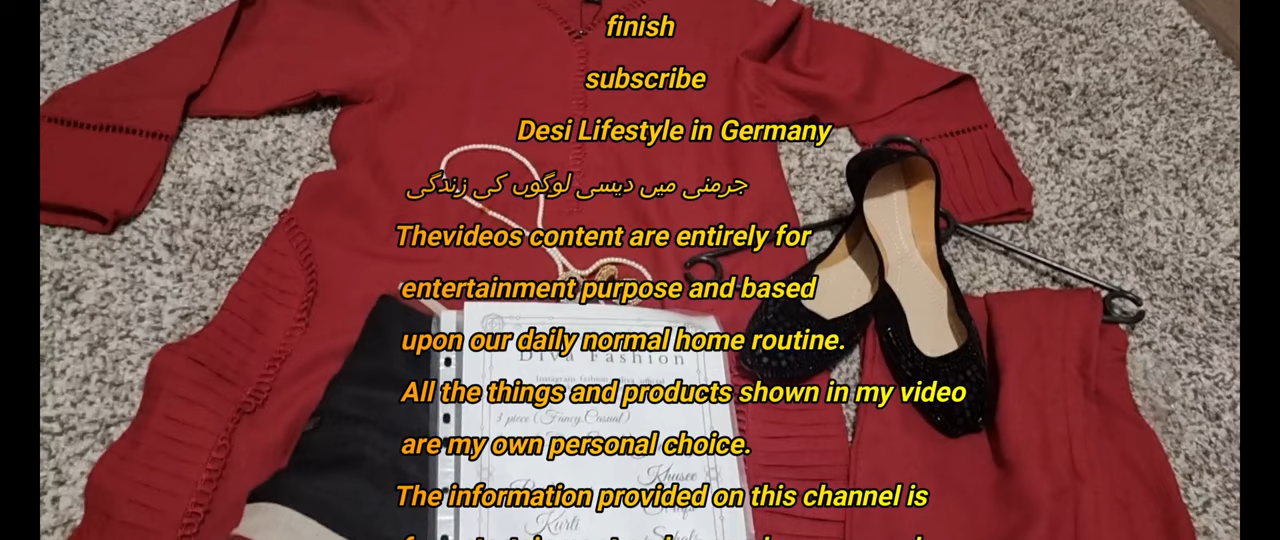 finish
subscribe
Desi Lifestyle in Germany
جرمنی میں دیسی لوگوں کی زندگی
Thevideos content are entirely for
entertainment purpose and based
upon our daily normal home routine.
Diva Fashion
All the things and products shown in my video
3 piece (Fancy Casual)
are my own personal choice.
Khusee
The information provided on this channel is
Kurti